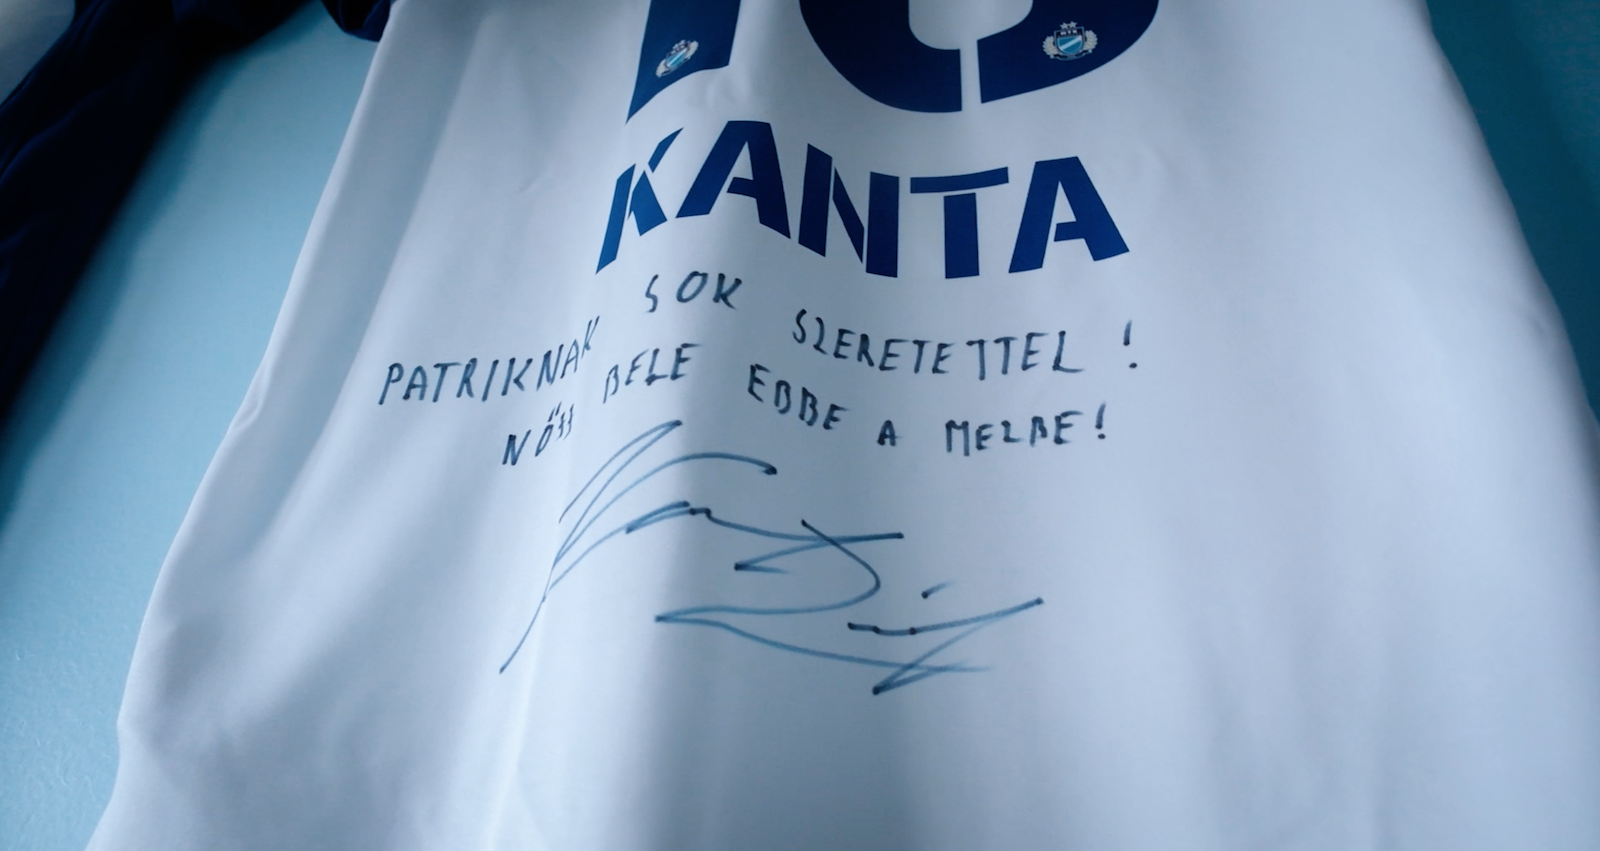 KANTA
PATRIKNAK SOK SZERETETTEL!
NŐJJ BELE EBBE A MEZBE!